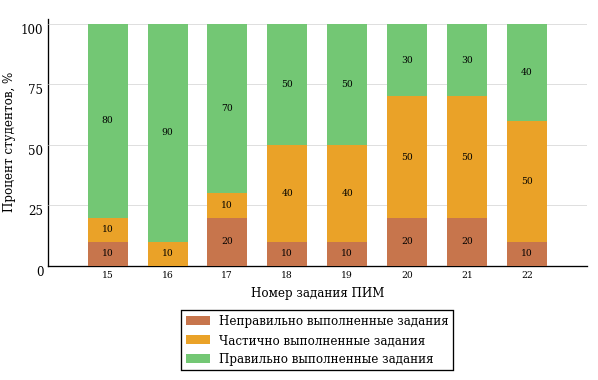 Процент студентов, %
100
75
50
25
0
80 90 70 50 50 30 30 40
10 10 10 40 40 50 50 50
10 20 10 10 20 20 10
15 16 17 18 19 20 21 22
Номер задания ПИМ
Неправильно выполненные задания
Частично выполненные задания
Правильно выполненные задания